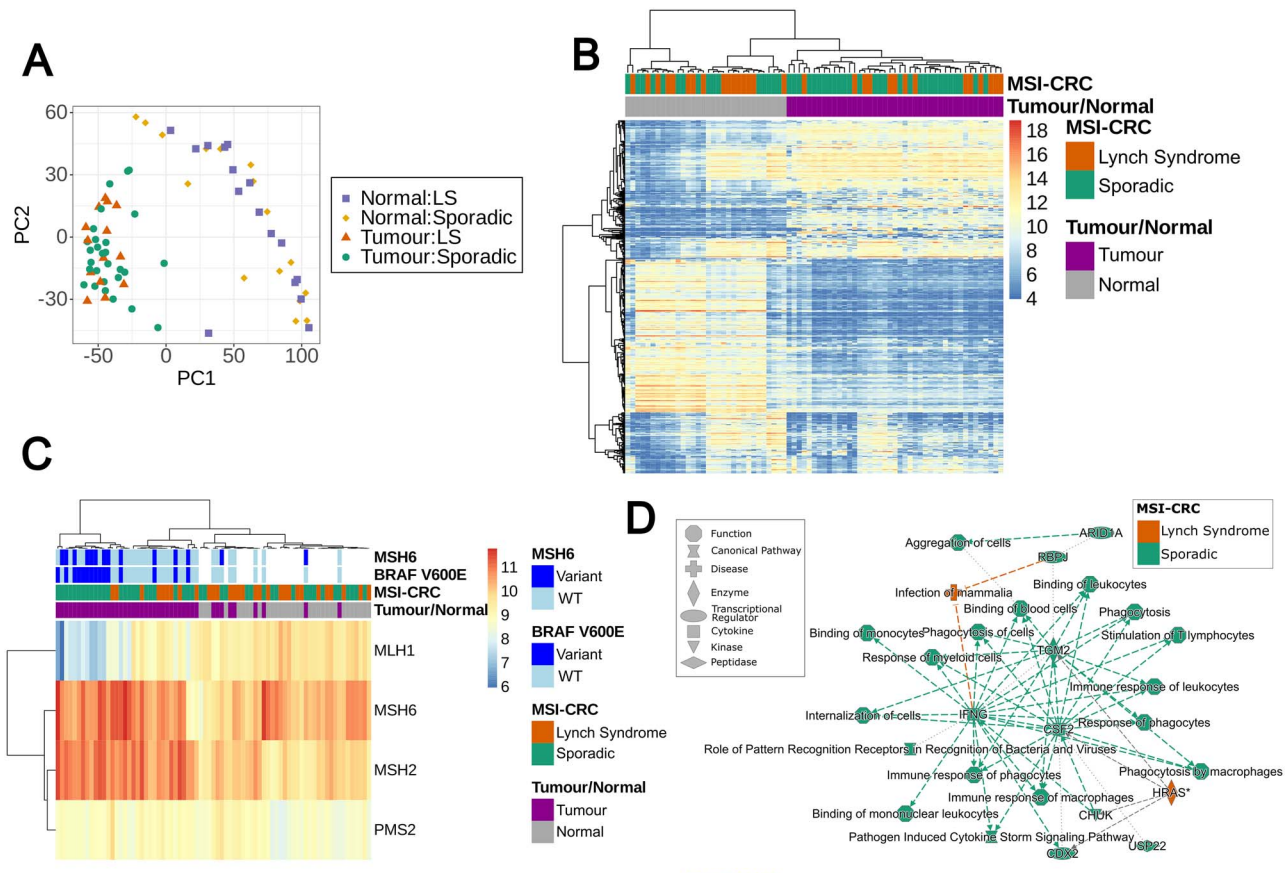 A
60
30
0
-30
PC2
-50
0
50
100
PC1
Normal:LS
Normal:Sporadic
Tumour:LS
Tumour:Sporadic
B
MSI-CRC
Tumour/Normal
18
16
14
12
10
8
6
4
MSI-CRC
Lynch Syndrome
Sporadic
Tumour/Normal
Tumour
Normal
C
MSH6
BRAF V600E
MSI-CRC
Tumour/Normal
MLH1
MSH6
MSH2
PMS2
11
10
9
8
7
6
MSH6
Variant
WT
BRAF V600E
Variant
WT
MSI-CRC
Lynch Syndrome
Sporadic
Tumour/Normal
Tumour
Normal
D
Function
Canonical Pathway
Disease
Enzyme
Transcriptional
Regulator
Cytokine
Kinase
Peptidase
MSI-CRC
Lynch Syndrome
Sporadic
ARID1A
Aggregation of cells
RBPJ
Binding of leukocytes
Infection of mammalia
Binding of blood cells
Phagocytosis
Binding of monocytes
Phagocytosis of cells
Stimulation of T lymphocytes
TGM2
Response of myeloid cells
Immune response of leukocytes
Internalization of cells
IFNG
CSF2
Response of phagocytes
Role of Pattern Recognition Receptors in Recognition of Bacteria and Viruses
Immune response of phagocytes
Phagocytosis by macrophages
Immune response of macrophages
HRAS*
Binding of mononuclear leukocytes
CHUK
Pathogen Induced Cytokine Storm Signaling Pathway
USP22
CDX2